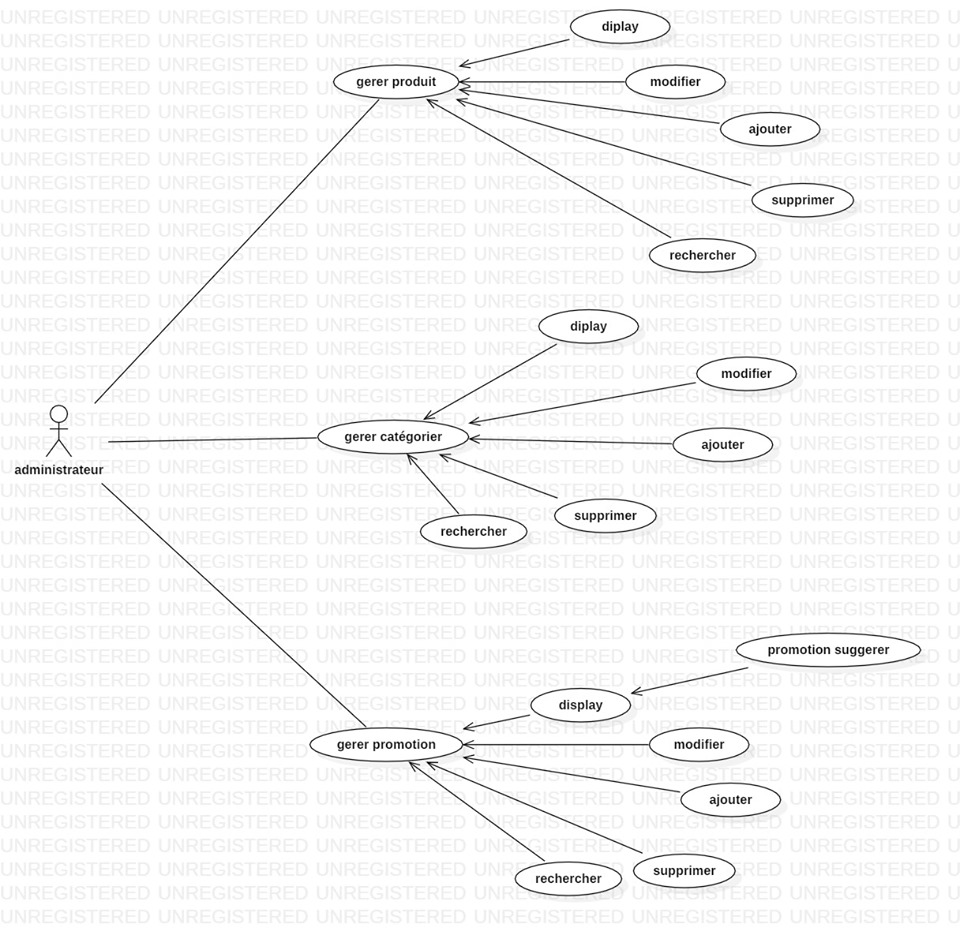 UNREGISTERED UNREGISTERED UNREGISTERED UNREGISTERED UNREGISTERED UNREGISTERED U
diplay
gerer produit
modifier
ajouter
supprimer
rechercher
diplay
modifier
administrateur
gerer catégorier
ajouter
supprimer
rechercher
promotion suggerer
display
gerer promotion
modifier
ajouter
supprimer
rechercher